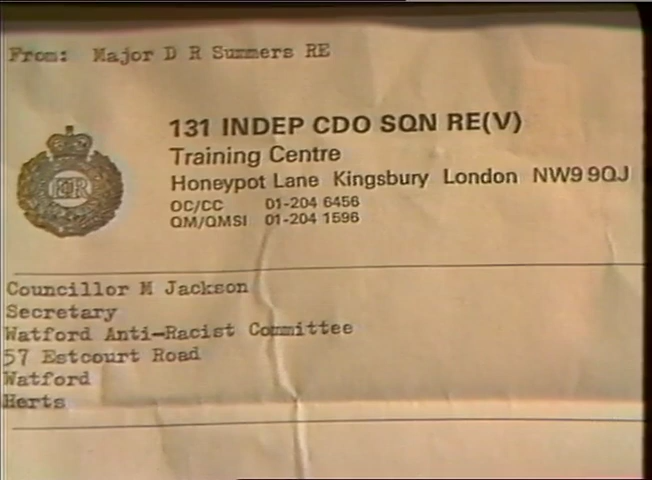 From: Major D R Summers RE
131 INDEP CDO SQN RE(V)
Training Centre
Honeypot Lane Kingsbury London NW9 9QJ
OC/CC 01-204 6456
QM/QMSI 01-204 1596
E II R
Councillor M Jackson
Secretary
Watford Anti-Racist Committee
57 Estcourt Road
Watford
Herts